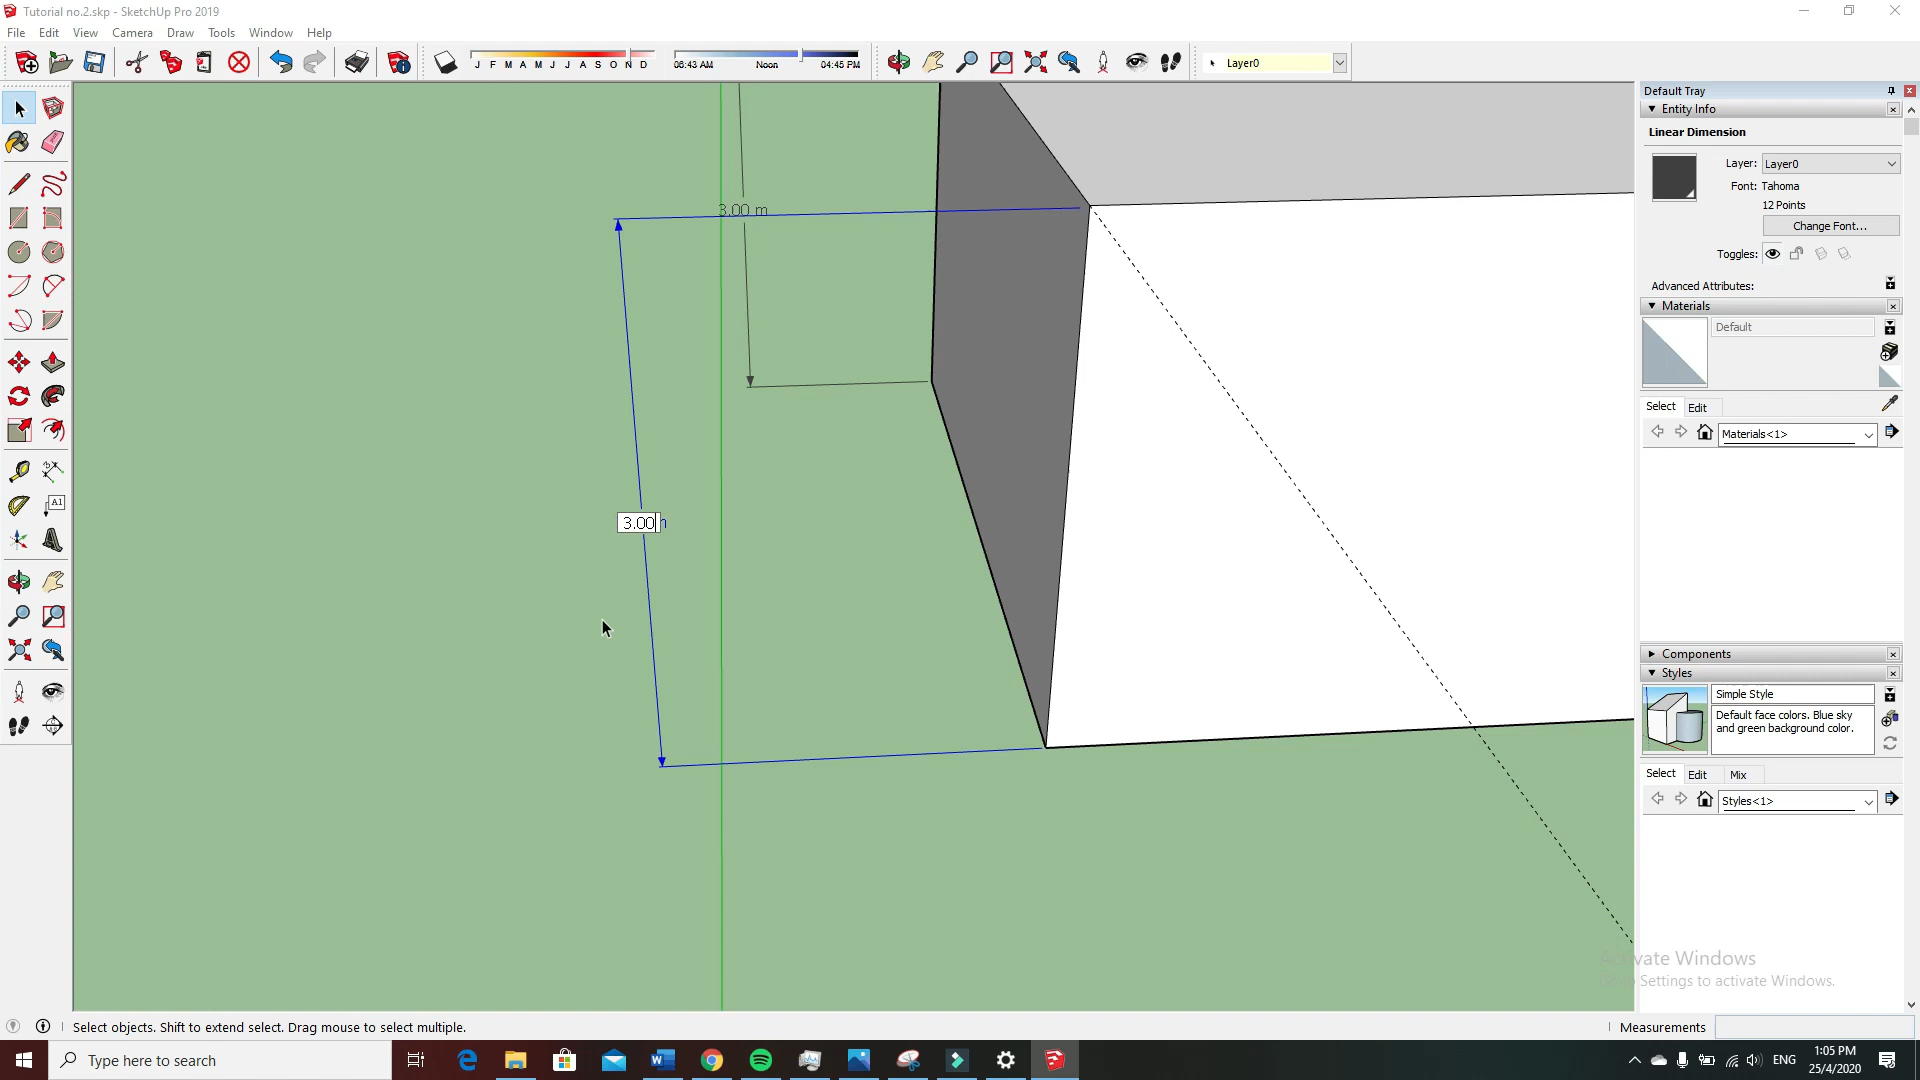 Tutorial no.2.skp - SketchUp Pro 2019
File Edit View Camera Draw Tools Window Help
J F M A M J J A S O N D
06:43 AM Noon 04:45 PM
Layer0
Default Tray
Entity Info
Linear Dimension
Layer: Layer0
Font: Tahoma
12 Points
Change Font...
Toggles:
Advanced Attributes:
Materials
Default
Select Edit
Materials<1>
Components
Styles
Simple Style
Default face colors. Blue sky
and green background color.
Select Edit Mix
Styles<1>
3.00 m
3.00
A1
Activate Windows
Settings to activate Windows.
Select objects. Shift to extend select. Drag mouse to select multiple.
Measurements
Type here to search
ENG
1:05 PM
25/4/2020